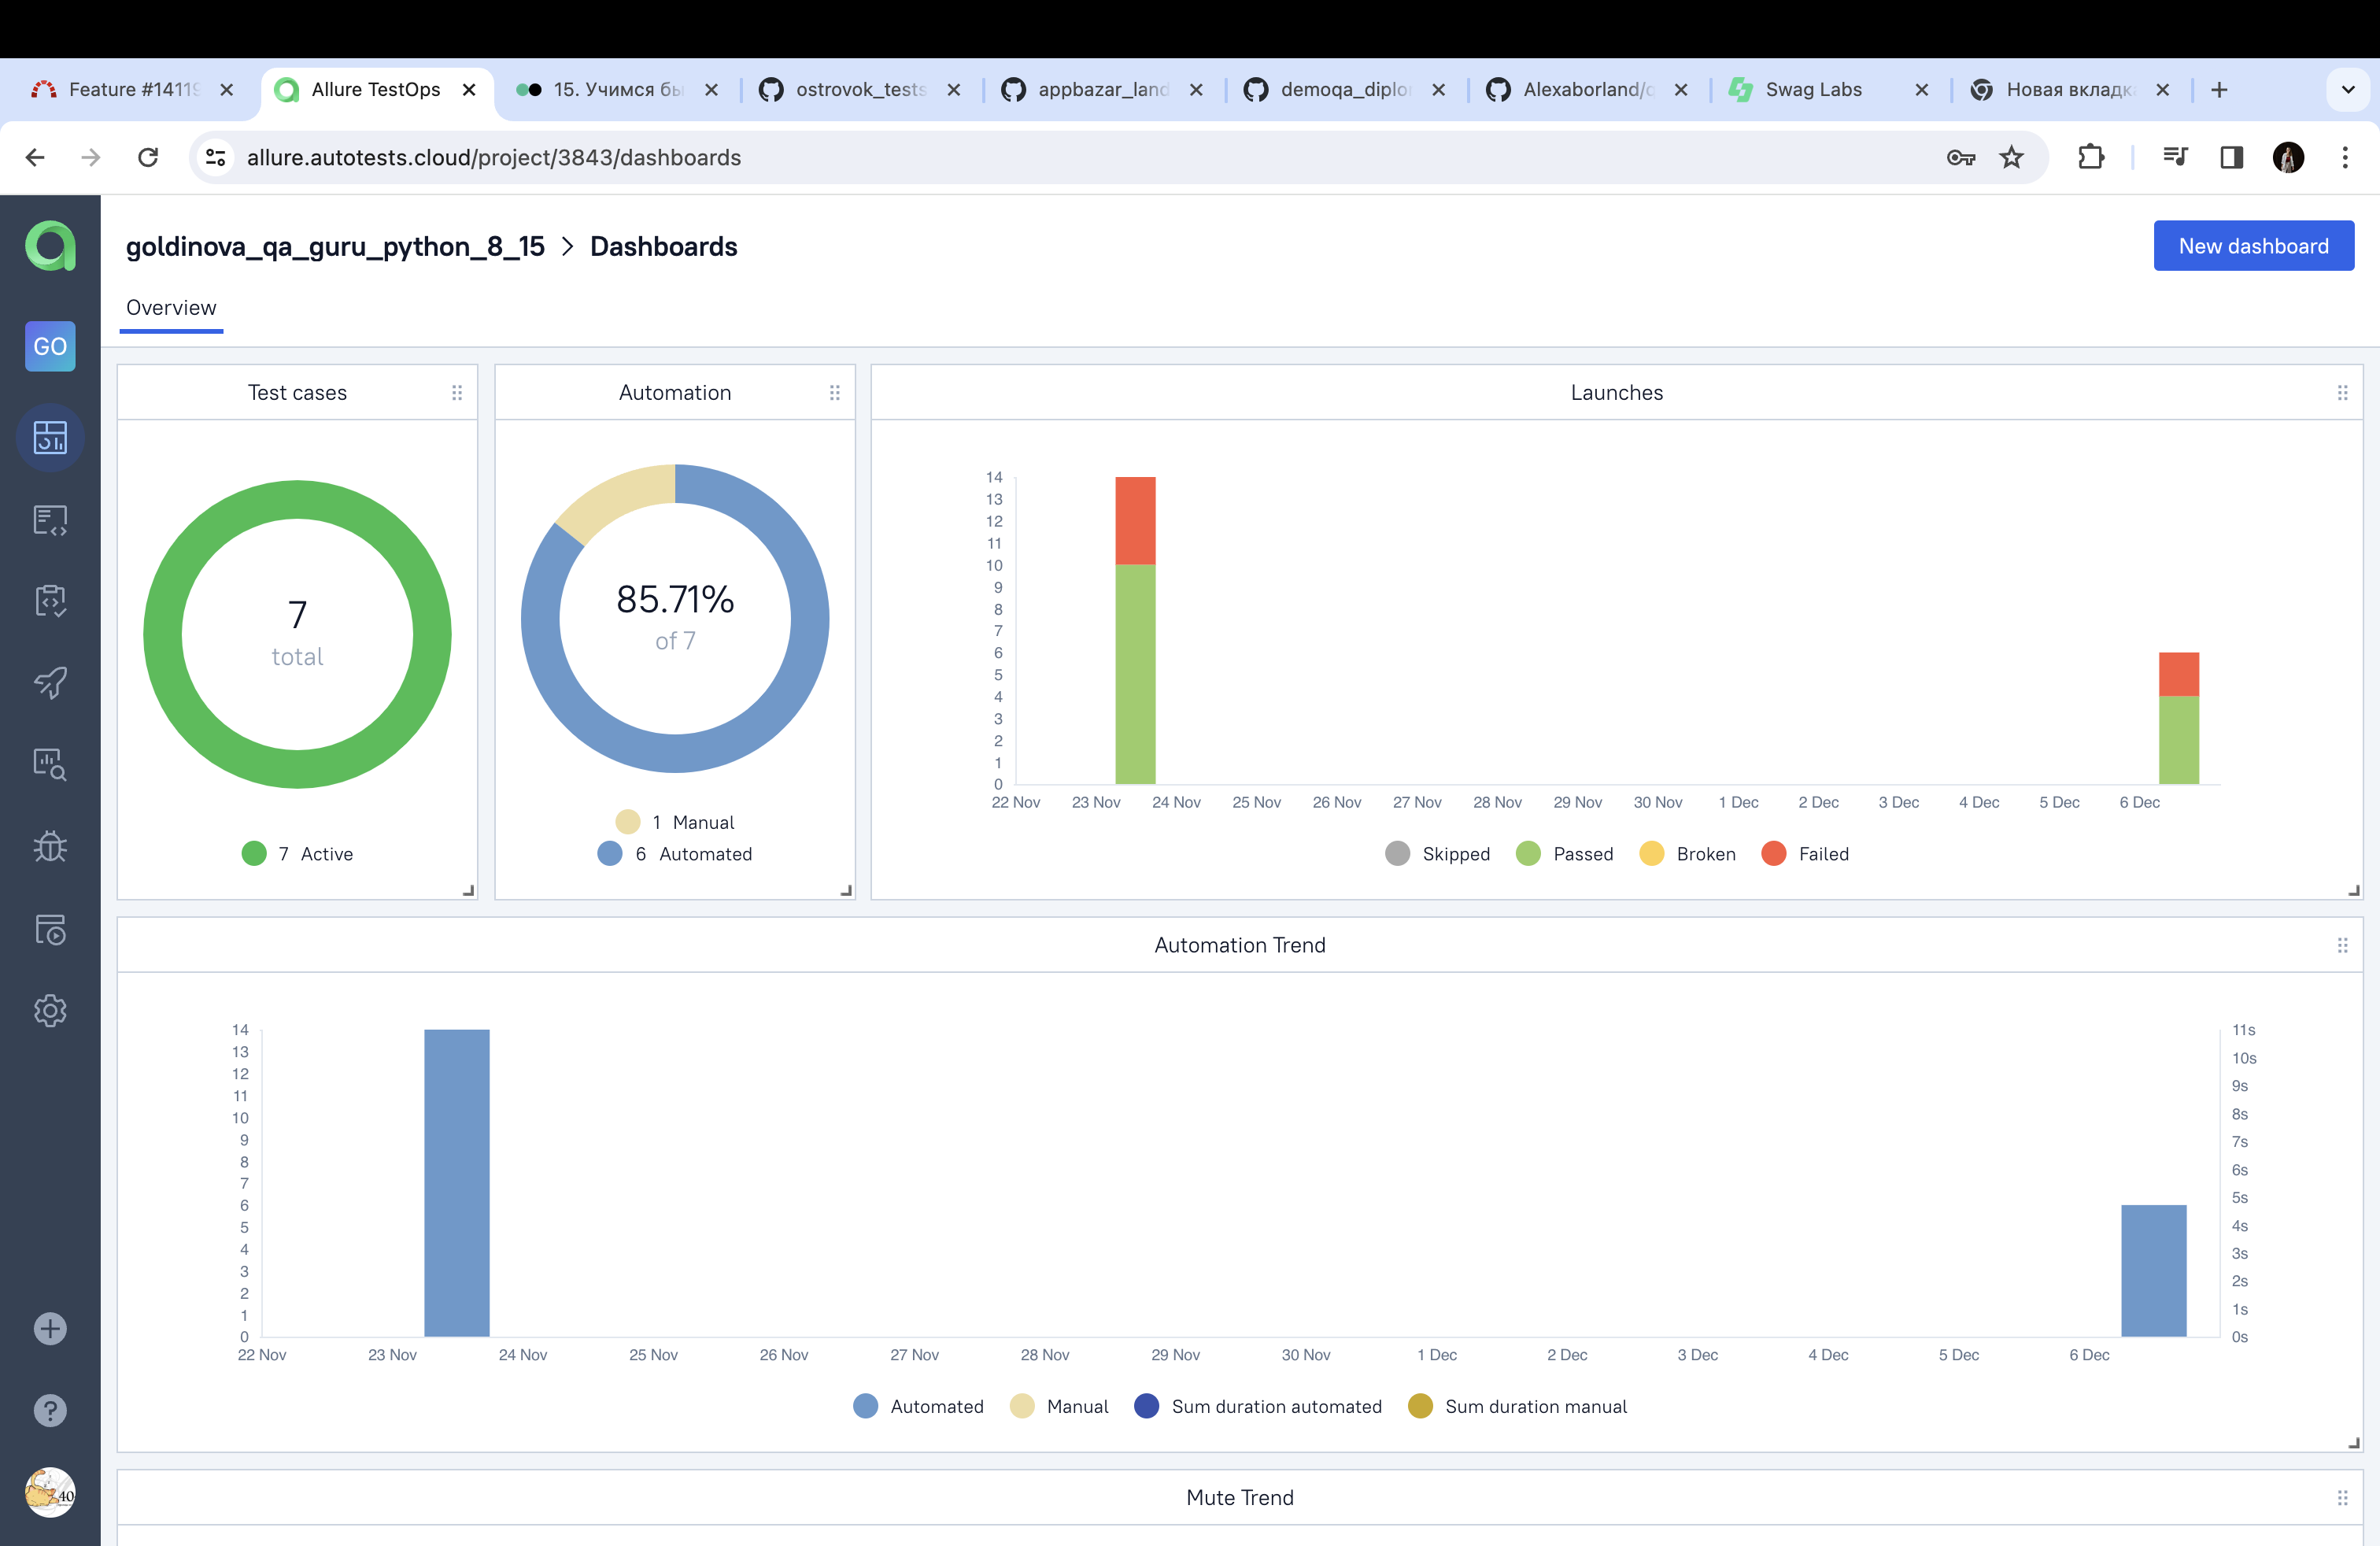 Feature #14119
Allure TestOps
15. Учимся бы
ostrovok_tests
appbazar_land
demoqa_diplo
Alexaborland/
Swag Labs
Новая вкладка
allure.autotests.cloud/project/3843/dashboards
goldinova_qa_guru_python_8_15 > Dashboards
New dashboard
Overview
GO
Test cases
7
total
7 Active
Automation
85.71%
of 7
1 Manual
6 Automated
Launches
14
13
12
11
10
9
8
7
6
5
4
3
2
1
0
22 Nov 23 Nov 24 Nov 25 Nov 26 Nov 27 Nov 28 Nov 29 Nov 30 Nov 1 Dec 2 Dec 3 Dec 4 Dec 5 Dec 6 Dec
Skipped Passed Broken Failed
Automation Trend
14
13
12
11
10
9
8
7
6
5
4
3
2
1
0
11s
10s
9s
8s
7s
6s
5s
4s
3s
2s
1s
0s
22 Nov 23 Nov 24 Nov 25 Nov 26 Nov 27 Nov 28 Nov 29 Nov 30 Nov 1 Dec 2 Dec 3 Dec 4 Dec 5 Dec 6 Dec
Automated Manual Sum duration automated Sum duration manual
40
Mute Trend